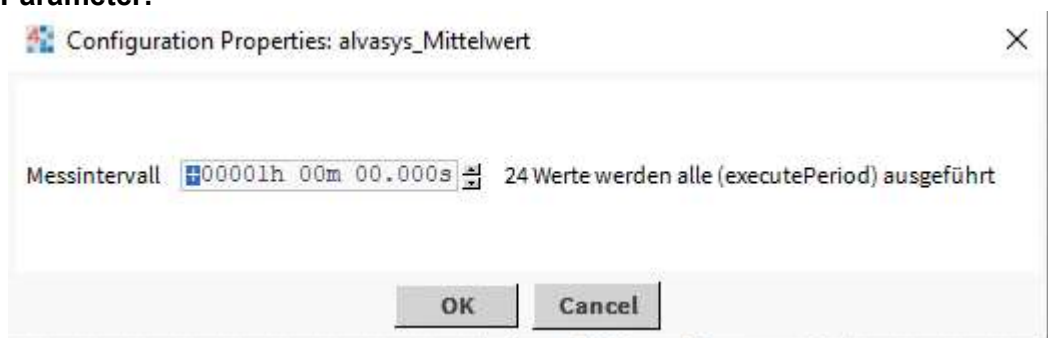 Parameter:
Configuration Properties: alvasys_Mittelwert
Messintervall +00001h 00m 00.000s 24 Werte werden alle (executePeriod) ausgeführt
OK Cancel